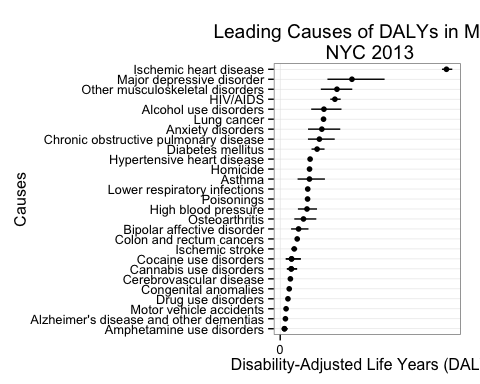 Leading Causes of DALYs in M
NYC 2013
Ischemic heart disease
Major depressive disorder
Other musculoskeletal disorders
HIV/AIDS
Alcohol use disorders
Lung cancer
Anxiety disorders
Chronic obstructive pulmonary disease
Diabetes mellitus
Hypertensive heart disease
Homicide
Asthma
Lower respiratory infections
Poisonings
High blood pressure
Osteoarthritis
Bipolar affective disorder
Colon and rectum cancers
Ischemic stroke
Cocaine use disorders
Cannabis use disorders
Cerebrovascular disease
Congenital anomalies
Drug use disorders
Motor vehicle accidents
Alzheimer's disease and other dementias
Amphetamine use disorders
Causes
0
Disability-Adjusted Life Years (DAL